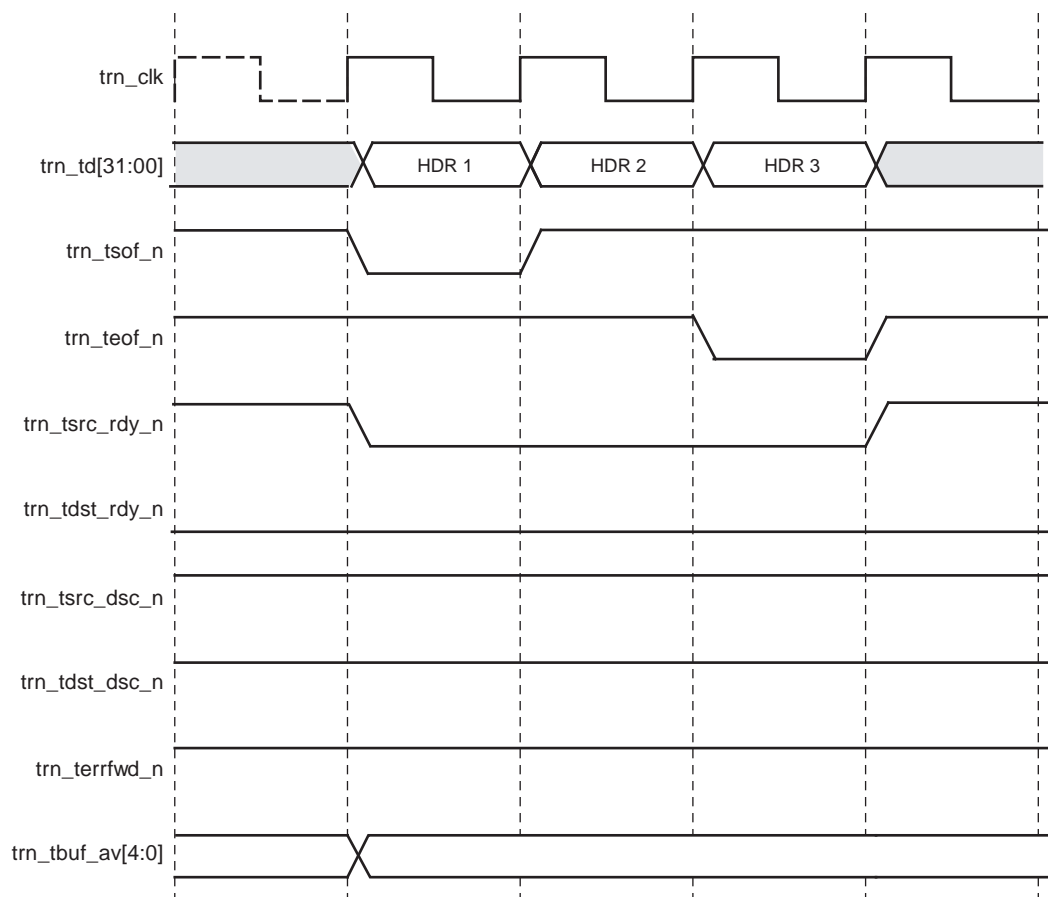 trn_clk
trn_td[31:00] HDR 1 HDR 2 HDR 3
trn_tsof_n
trn_teof_n
trn_tsrc_rdy_n
trn_tdst_rdy_n
trn_tsrc_dsc_n
trn_tdst_dsc_n
trn_terrfwd_n
trn_tbuf_av[4:0]